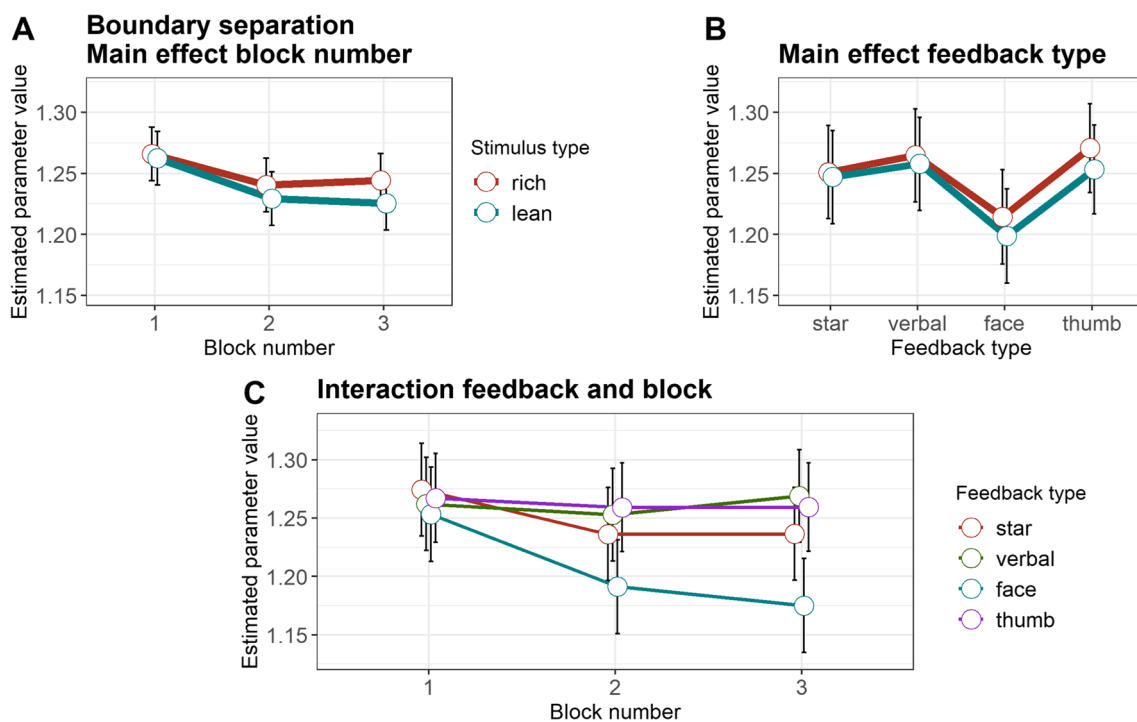 A
Boundary separation
Main effect block number
Estimated parameter value
1.30
1.25
1.20
1.15
1
2
3
Block number
Stimulus type
rich
lean
B
Main effect feedback type
Estimated parameter value
1.30
1.25
1.20
1.15
star
verbal
face
thumb
Feedback type
C
Interaction feedback and block
Estimated parameter value
1.30
1.25
1.20
1.15
1
2
3
Block number
Feedback type
star
verbal
face
thumb